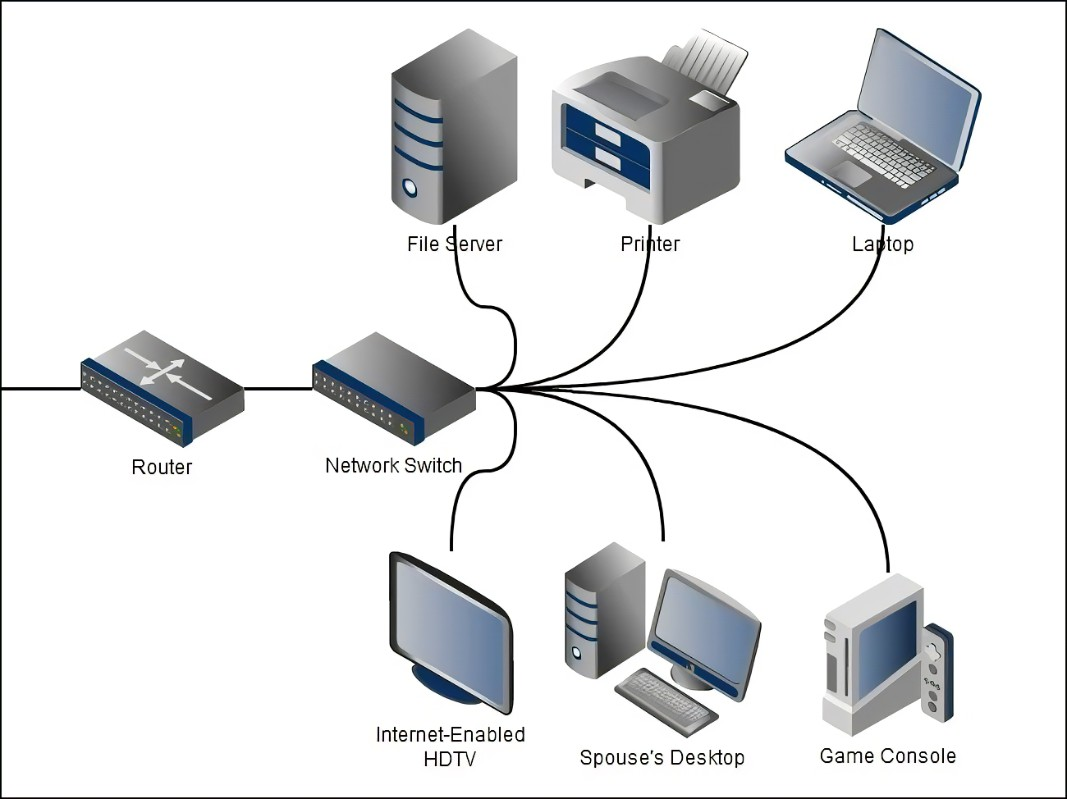 File Server
Printer
Laptop
Router
Network Switch
Internet-Enabled
HDTV
Spouse's Desktop
Game Console